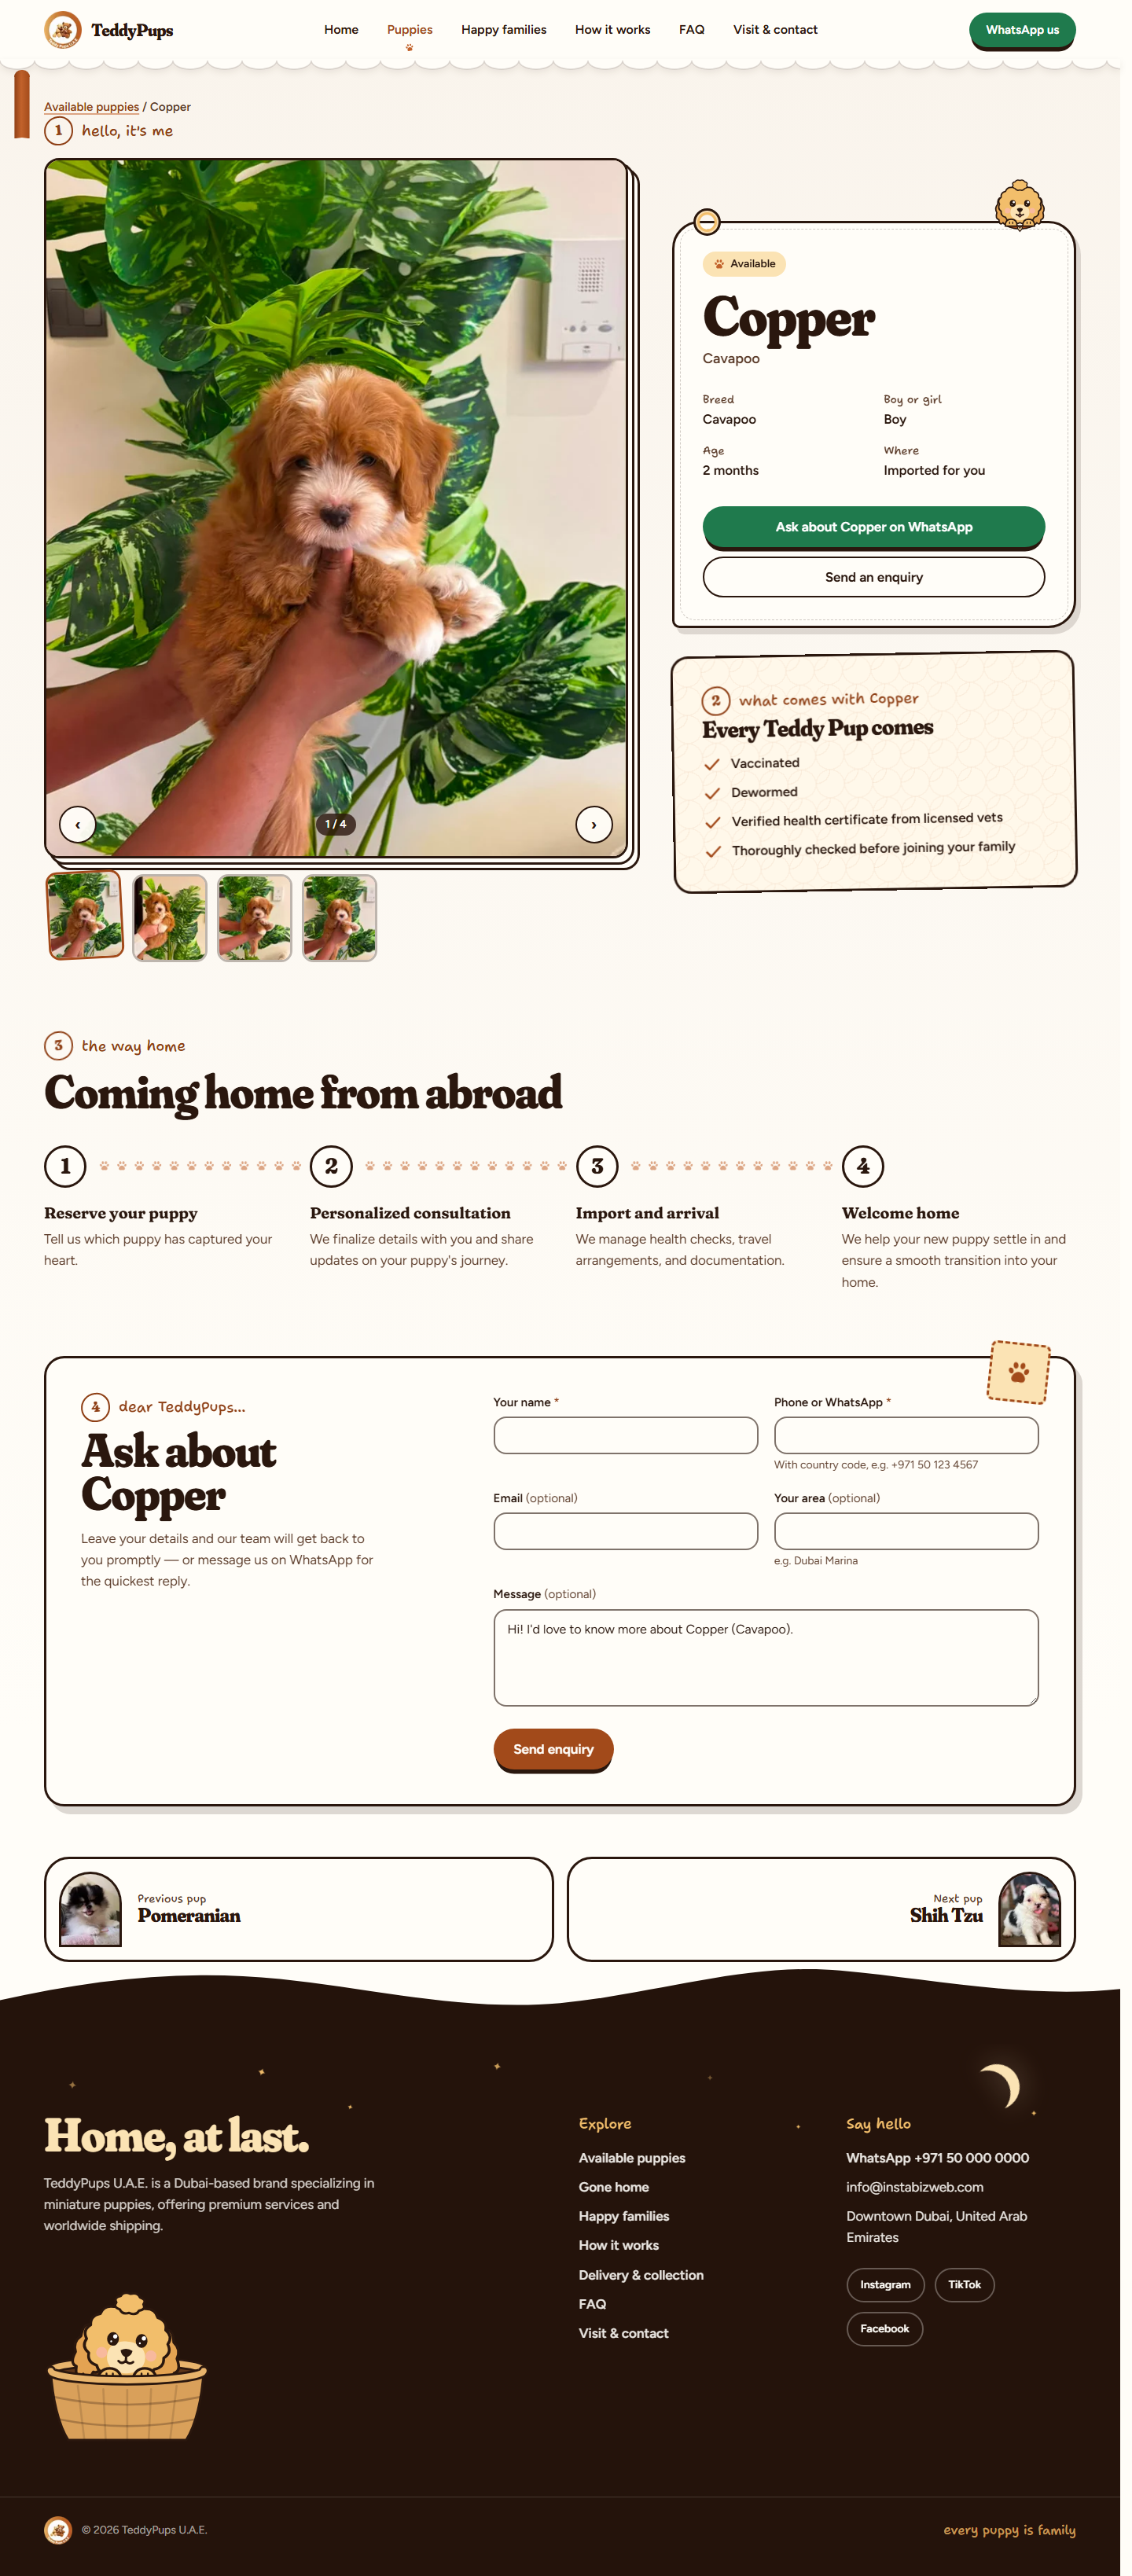 TeddyPups
Home
Puppies
Happy families
How it works
FAQ
Visit & contact
WhatsApp us
Available puppies / Copper
1 hello, it's me
Available
Copper
Cavapoo
Breed
Cavapoo
Boy or girl
Boy
Age
2 months
Where
Imported for you
Ask about Copper on WhatsApp
Send an enquiry
‹
1 / 4
›
2 what comes with Copper
Every Teddy Pup comes
Vaccinated
Dewormed
Verified health certificate from licensed vets
Thoroughly checked before joining your family
3 the way home
Coming home from abroad
1
Reserve your puppy
Tell us which puppy has captured your
heart.
2
Personalized consultation
We finalize details with you and share
updates on your puppy's journey.
3
Import and arrival
We manage health checks, travel
arrangements, and documentation.
4
Welcome home
We help your new puppy settle in and
ensure a smooth transition into your
home.
4 dear TeddyPups...
Ask about
Copper
Leave your details and our team will get back to
you promptly — or message us on WhatsApp for
the quickest reply.
Your name *
Phone or WhatsApp *
With country code, e.g. +971 50 123 4567
Email (optional)
Your area (optional)
e.g. Dubai Marina
Message (optional)
Hi! I'd love to know more about Copper (Cavapoo).
Send enquiry
Previous pup
Pomeranian
Next pup
Shih Tzu
Home, at last.
TeddyPups U.A.E. is a Dubai-based brand specializing in
miniature puppies, offering premium services and
worldwide shipping.
Explore
Available puppies
Gone home
Happy families
How it works
Delivery & collection
FAQ
Visit & contact
Say hello
WhatsApp +971 50 000 0000
info@instabizweb.com
Downtown Dubai, United Arab
Emirates
Instagram
TikTok
Facebook
© 2026 TeddyPups U.A.E.
every puppy is family